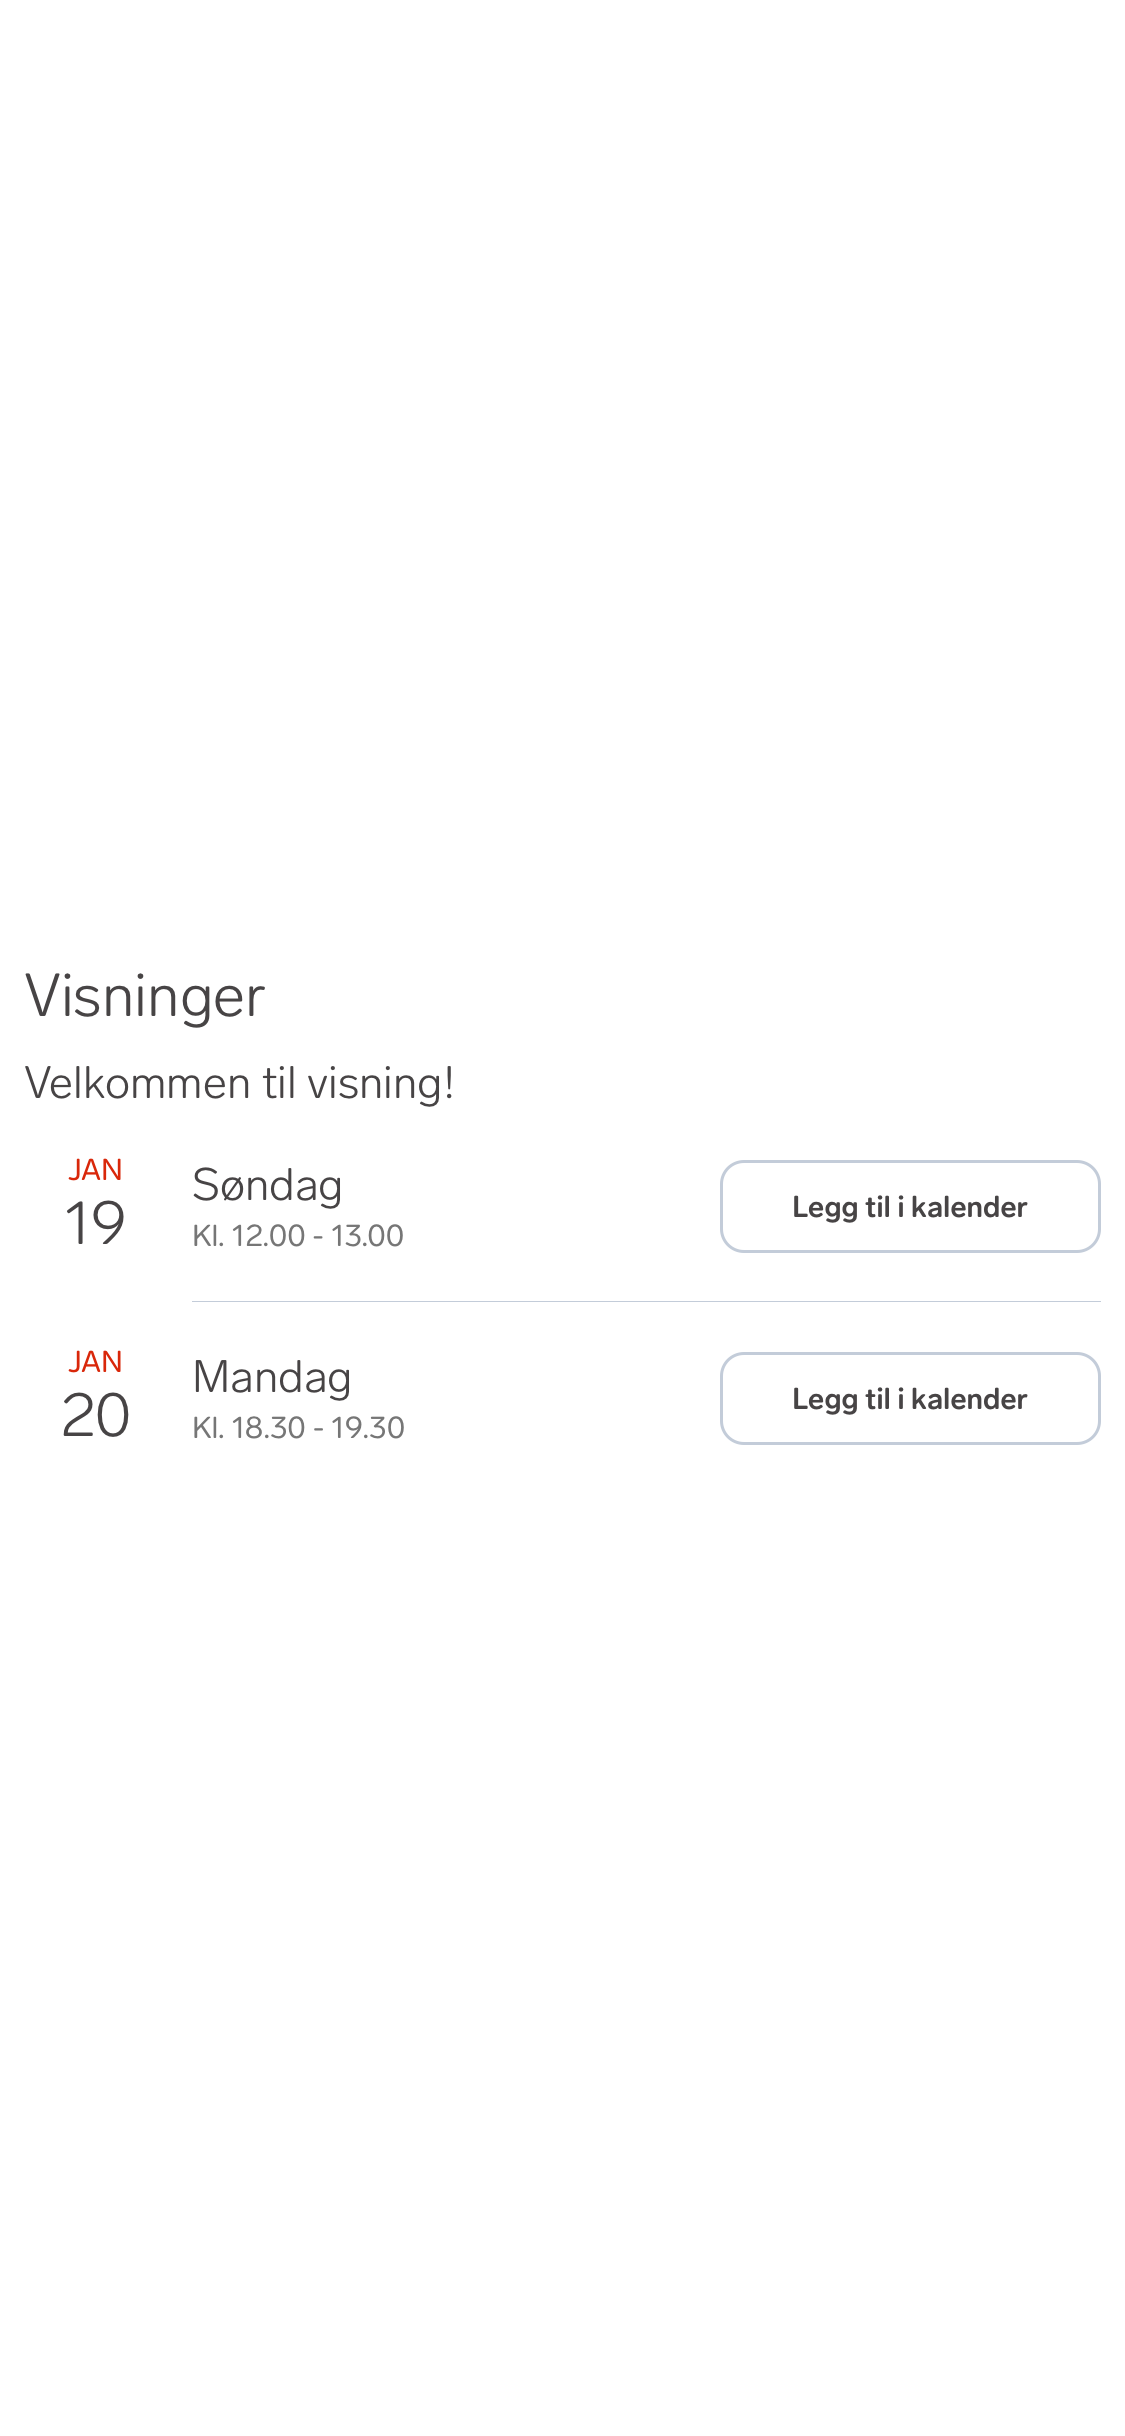 Visninger
Velkommen til visning!
JAN
19
Søndag
Kl. 12.00 - 13.00
Legg til i kalender
JAN
20
Mandag
Kl. 18.30 - 19.30
Legg til i kalender